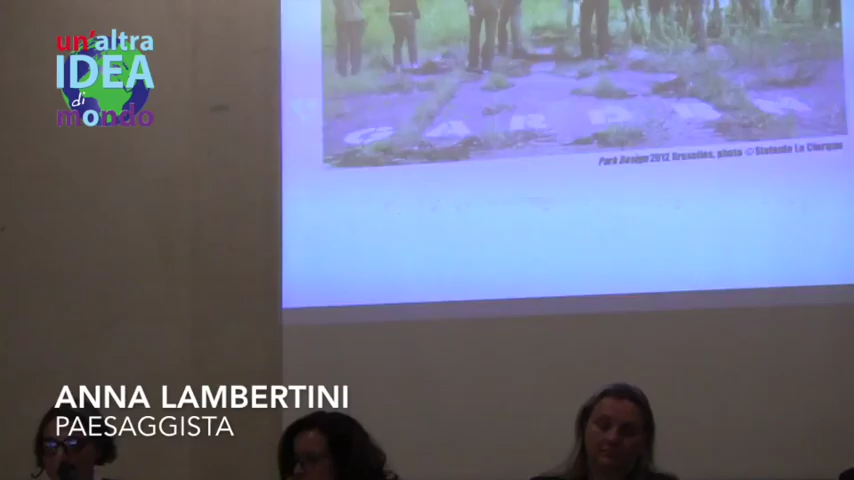 un'altra
IDEA
di
mondo
Park Design 2012 Bruxelles, photo ©
ANNA LAMBERTINI
PAESAGGISTA